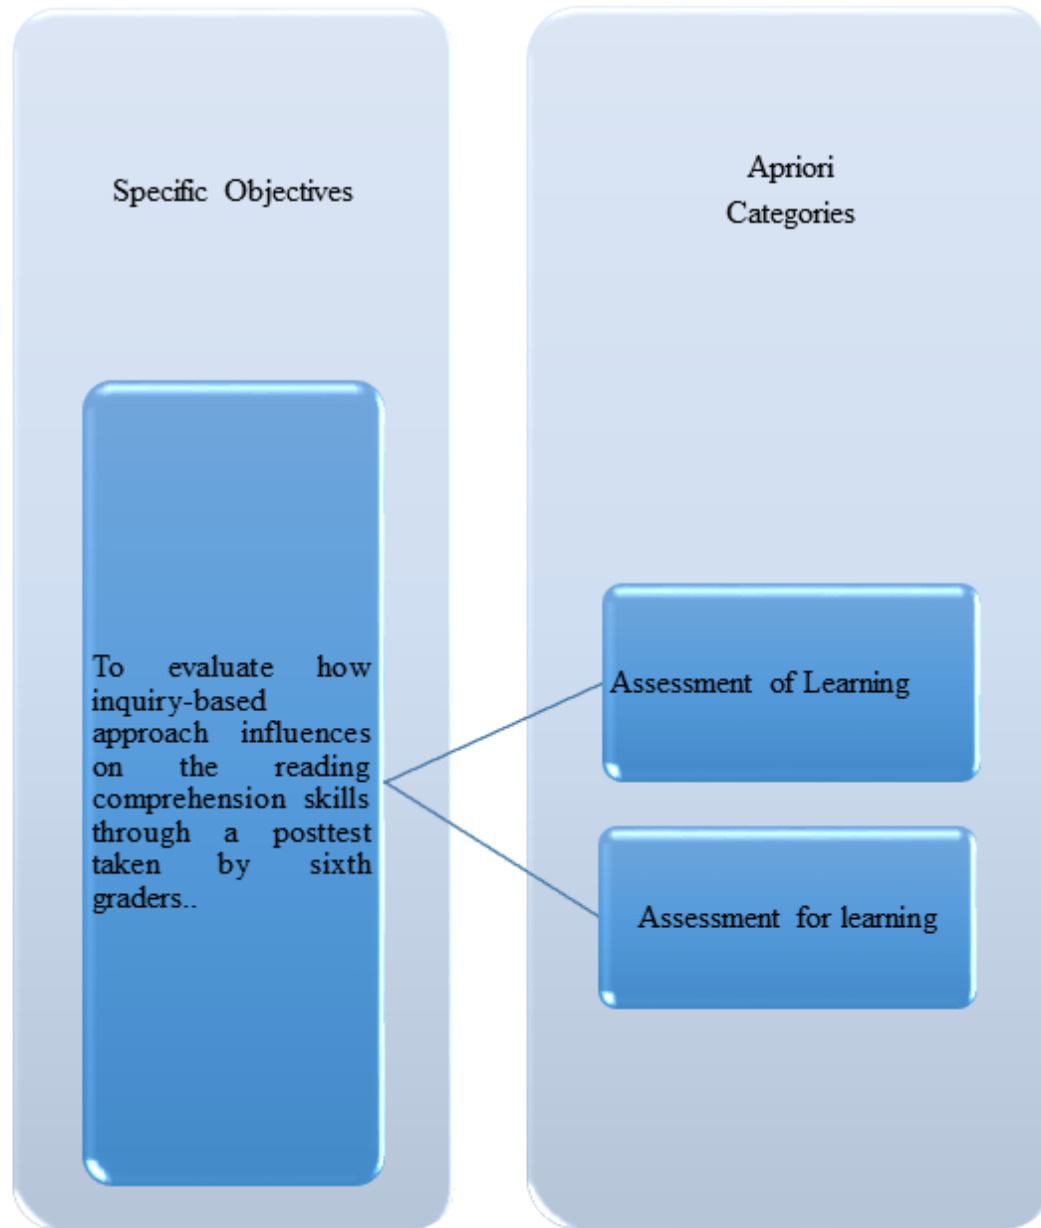 Specific Objectives
Apriori
Categories
To evaluate how
inquiry-based
approach influences
on the reading
comprehension skills
through a posttest
taken by sixth
graders..
Assessment of Learning
Assessment for learning